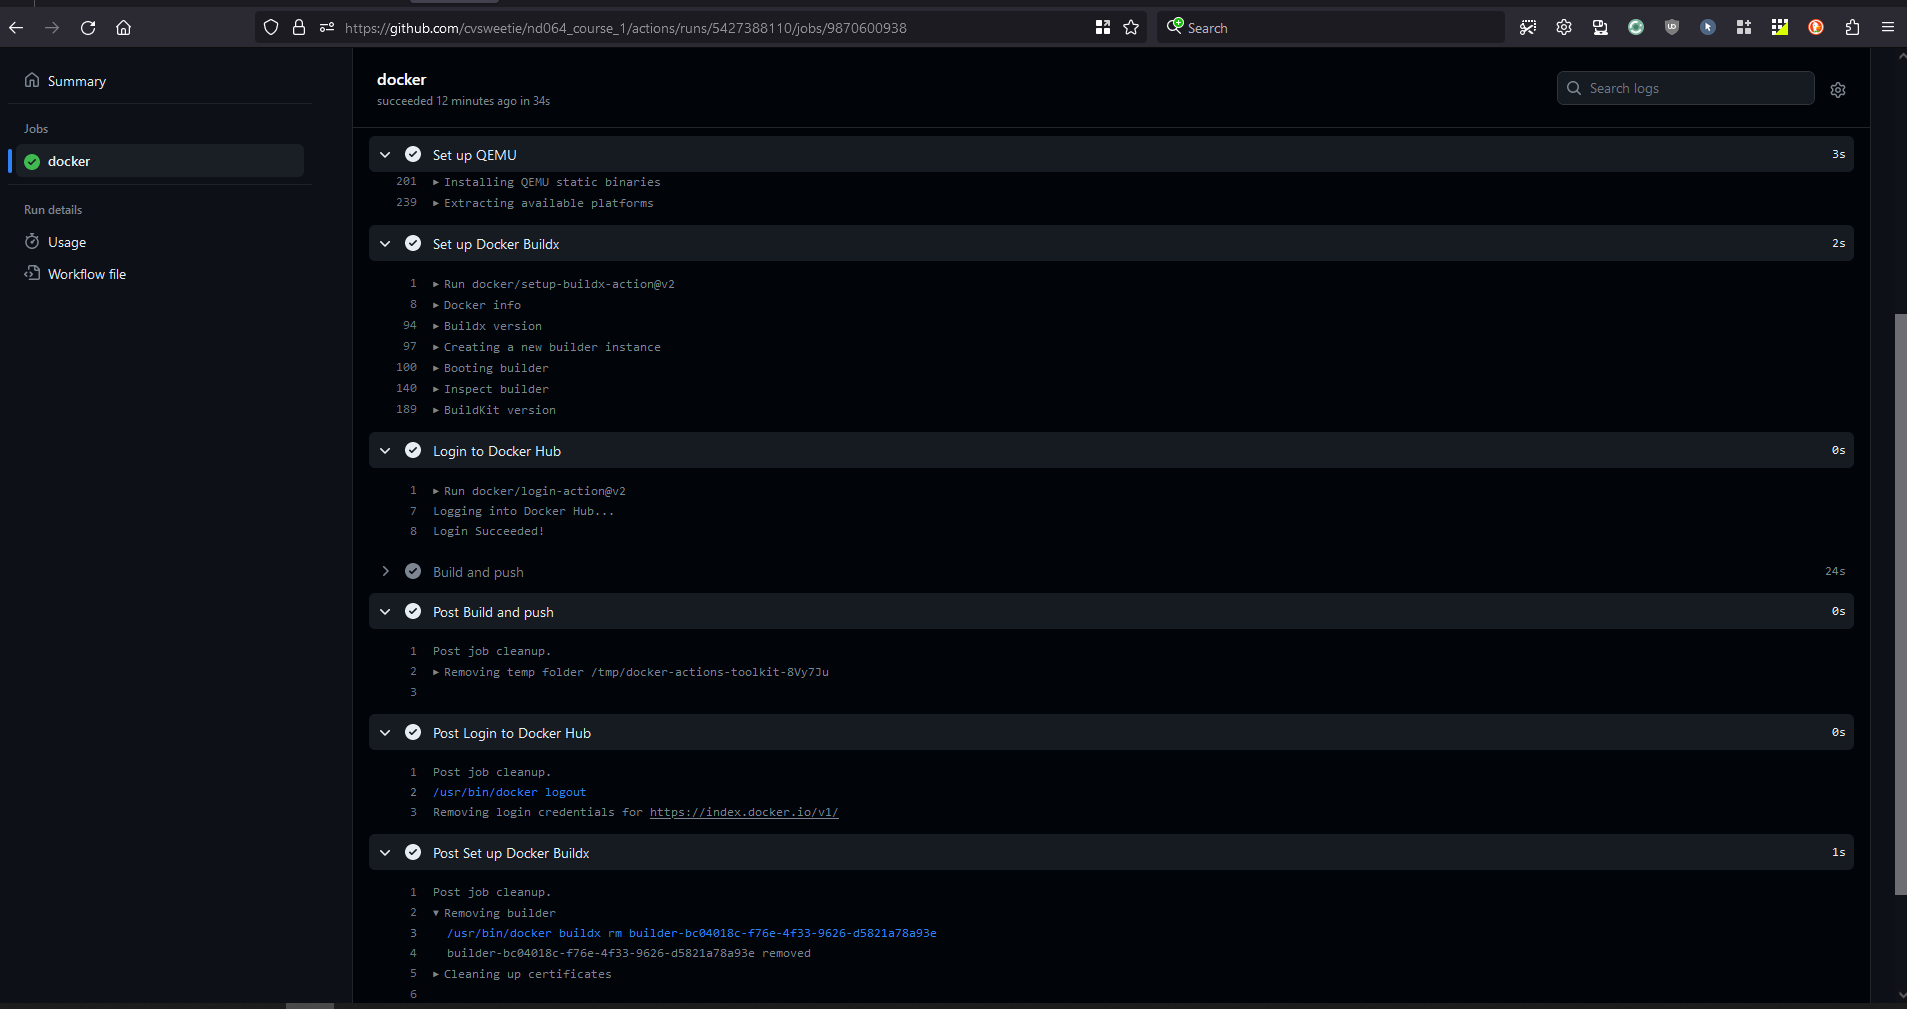 https://github.com/cvsweetie/nd064_course_1/actions/runs/5427388110/jobs/9870600938
Search
Summary
Jobs
docker
Run details
Usage
Workflow file
docker
succeeded 12 minutes ago in 34s
Search logs
Set up QEMU 3s
201 Installing QEMU static binaries
239 Extracting available platforms
Set up Docker Buildx 2s
1 Run docker/setup-buildx-action@v2
8 Docker info
94 Buildx version
97 Creating a new builder instance
100 Booting builder
140 Inspect builder
189 BuildKit version
Login to Docker Hub 0s
1 Run docker/login-action@v2
7 Logging into Docker Hub...
8 Login Succeeded!
Build and push 24s
Post Build and push 0s
1 Post job cleanup.
2 Removing temp folder /tmp/docker-actions-toolkit-8Vy7Ju
3
Post Login to Docker Hub 0s
1 Post job cleanup.
2 /usr/bin/docker logout
3 Removing login credentials for https://index.docker.io/v1/
Post Set up Docker Buildx 1s
1 Post job cleanup.
2 Removing builder
3 /usr/bin/docker buildx rm builder-bc04018c-f76e-4f33-9626-d5821a78a93e
4 builder-bc04018c-f76e-4f33-9626-d5821a78a93e removed
5 Cleaning up certificates
6